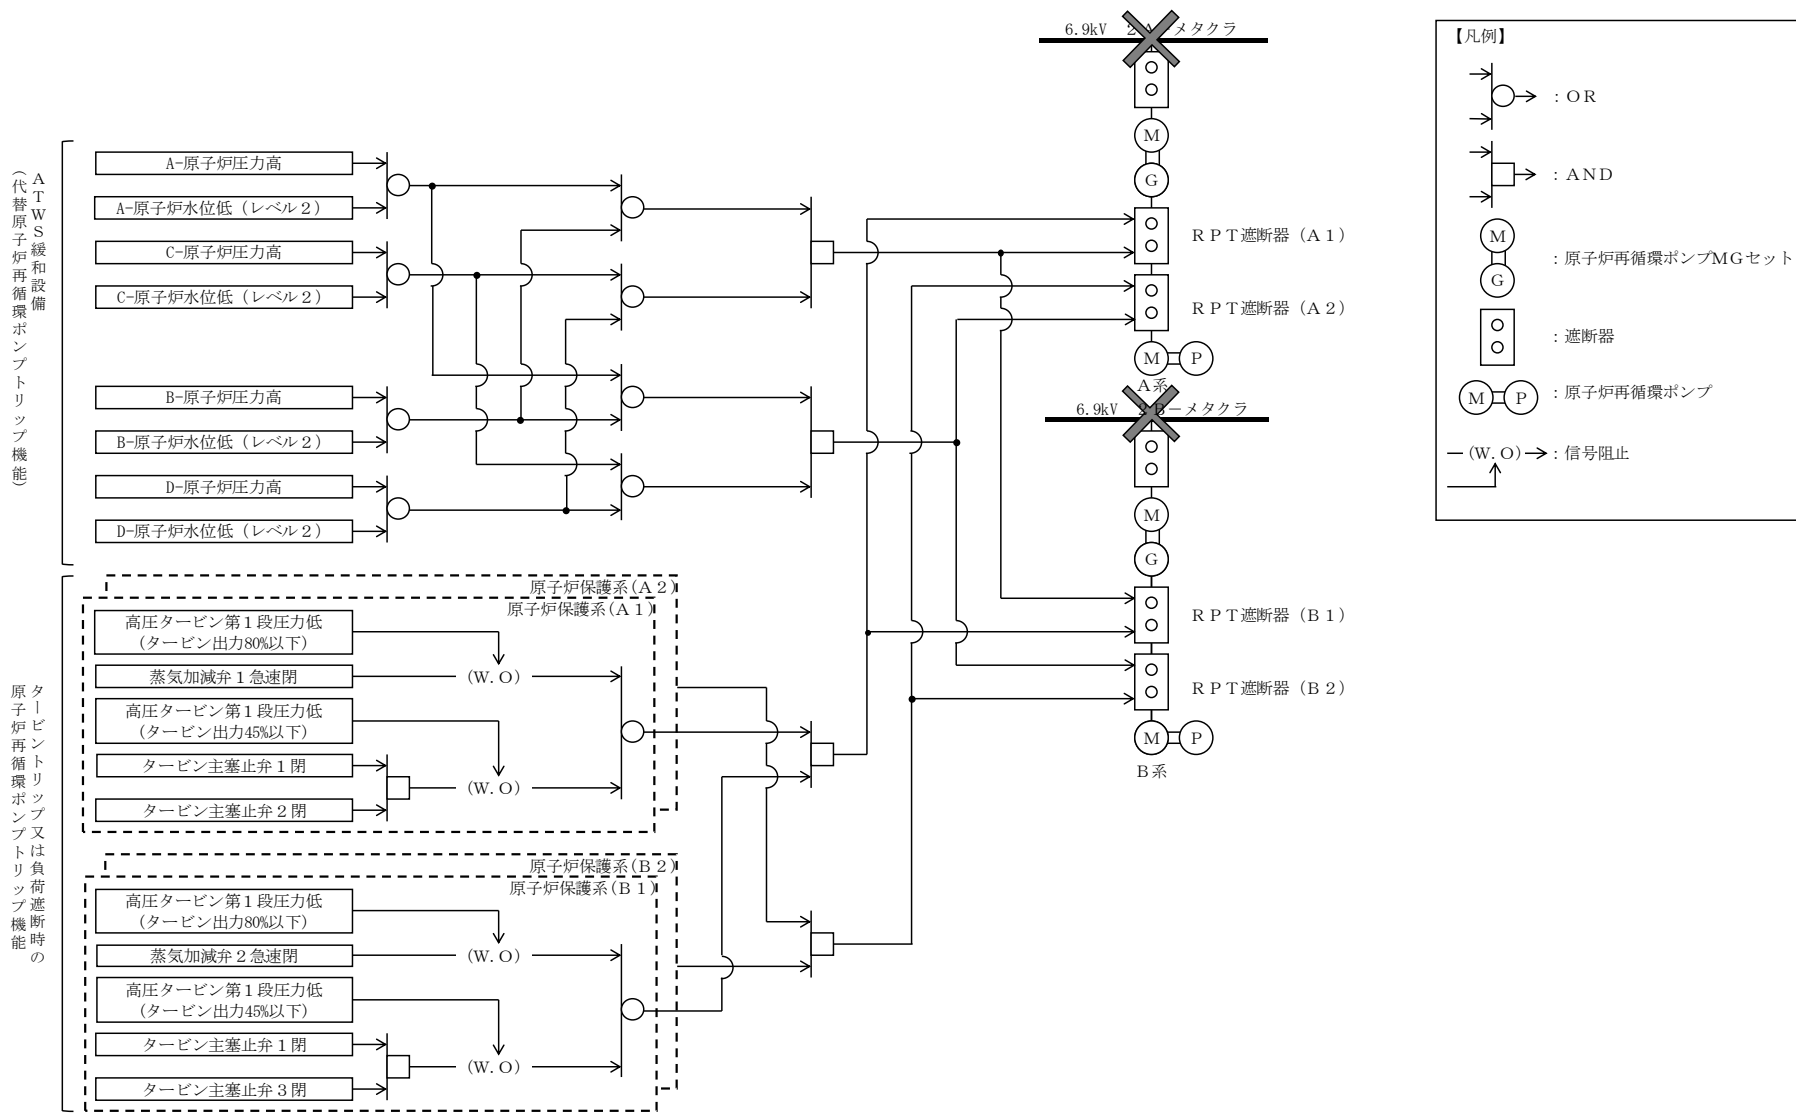 6.9kV 2A－メタクラ
【凡例】
：OR
：AND
M
G
：原子炉再循環ポンプMGセット
：遮断器
M P ：原子炉再循環ポンプ
(W.O) ：信号阻止
ATWS緩和設備
（代替原子炉再循環ポンプトリップ機能）
A-原子炉圧力高
A-原子炉水位低（レベル２）
C-原子炉圧力高
C-原子炉水位低（レベル２）
B-原子炉圧力高
B-原子炉水位低（レベル２）
D-原子炉圧力高
D-原子炉水位低（レベル２）
M
G
ＲＰＴ遮断器（Ａ１）
ＲＰＴ遮断器（Ａ２）
M P
A系
6.9kV 2B－メタクラ
M
G
ＲＰＴ遮断器（Ｂ１）
ＲＰＴ遮断器（Ｂ２）
M P
B系
タービントリップ又は負荷遮断時の
原子炉再循環ポンプトリップ機能
原子炉保護系(Ａ２)
原子炉保護系(Ａ１)
高圧タービン第１段圧力低
(タービン出力80%以下)
蒸気加減弁１急速閉
(W.O)
高圧タービン第１段圧力低
(タービン出力45%以下)
タービン主塞止弁１閉
(W.O)
タービン主塞止弁２閉
原子炉保護系(Ｂ２)
原子炉保護系(Ｂ１)
高圧タービン第１段圧力低
(タービン出力80%以下)
蒸気加減弁２急速閉
(W.O)
高圧タービン第１段圧力低
(タービン出力45%以下)
タービン主塞止弁１閉
(W.O)
タービン主塞止弁３閉